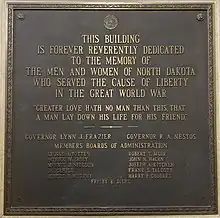 THIS BUILDING
IS FOREVER REVERENTLY DEDICATED
TO THE MEMORY OF
THE MEN AND WOMEN OF NORTH DAKOTA
WHO SERVED THE CAUSE OF LIBERTY
IN THE GREAT WORLD WAR
"GREATER LOVE HATH NO MAN THAN THIS, THAT
A MAN LAY DOWN HIS LIFE FOR HIS FRIEND".
GOVERNOR LYNN J. FRAZIER GOVERNOR R. A. NESTOS
MEMBERS BOARDS OF ADMINISTRATION